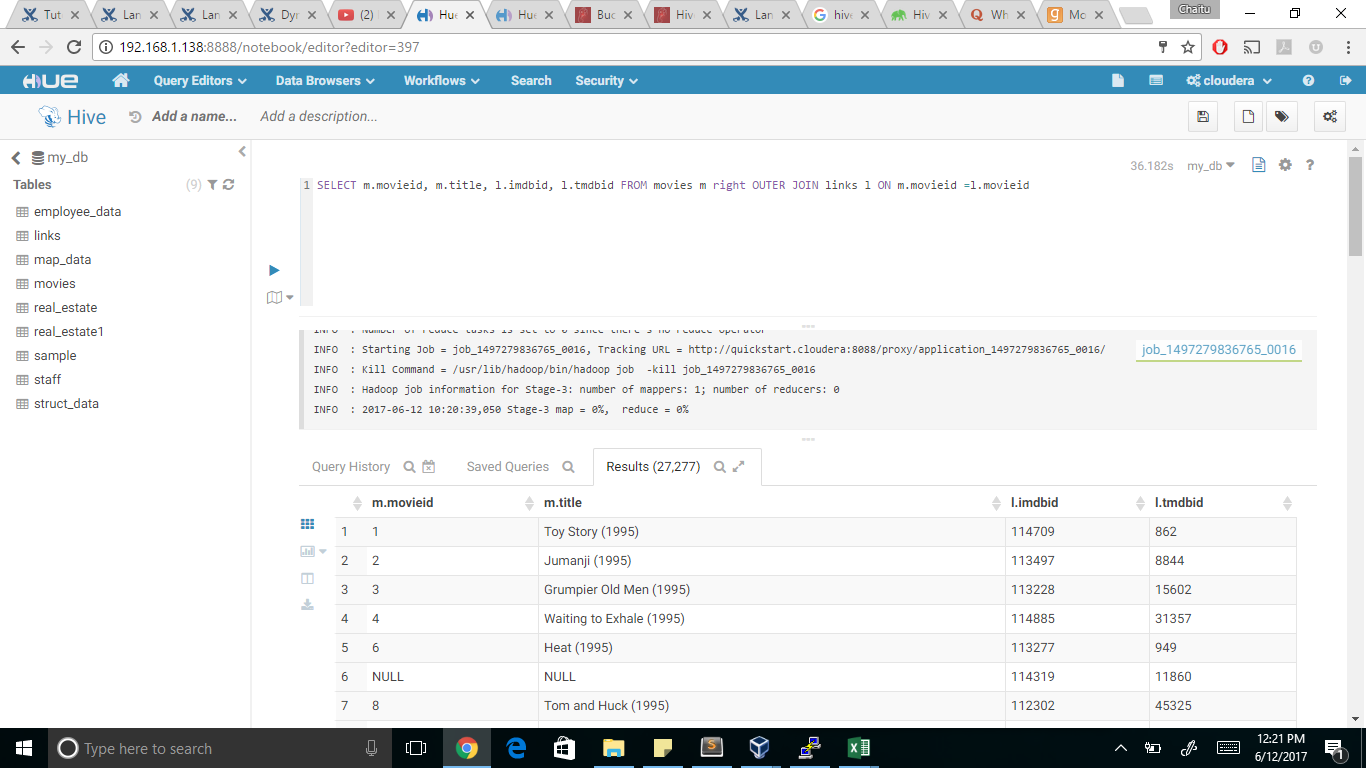 Tut
Lan
Lan
Dyn
(2)
Hue
Hue
Buc
Hiv
Lan
hive
Hiv
Wh
Mo
Chaitu
192.168.1.138:8888/notebook/editor?editor=397
HUE Query Editors Data Browsers Workflows Search Security cloudera
Hive Add a name... Add a description...
my_db
Tables (9)
employee_data
links
map_data
movies
real_estate
real_estate1
sample
staff
struct_data
36.182s my_db
1 SELECT m.movieid, m.title, l.imdbid, l.tmdbid FROM movies m right OUTER JOIN links l ON m.movieid =l.movieid
INFO : Number of reduce tasks is set to 0 since there's no reduce operator
INFO : Starting Job = job_1497279836765_0016, Tracking URL = http://quickstart.cloudera:8088/proxy/application_1497279836765_0016/
job_1497279836765_0016
INFO : Kill Command = /usr/lib/hadoop/bin/hadoop job -kill job_1497279836765_0016
INFO : Hadoop job information for Stage-3: number of mappers: 1; number of reducers: 0
INFO : 2017-06-12 10:20:39,050 Stage-3 map = 0%, reduce = 0%
Query History Saved Queries Results (27,277)
m.movieid m.title l.imdbid l.tmdbid
1 1 Toy Story (1995) 114709 862
2 2 Jumanji (1995) 113497 8844
3 3 Grumpier Old Men (1995) 113228 15602
4 4 Waiting to Exhale (1995) 114885 31357
5 6 Heat (1995) 113277 949
6 NULL NULL 114319 11860
7 8 Tom and Huck (1995) 112302 45325
Type here to search
12:21 PM
6/12/2017
1